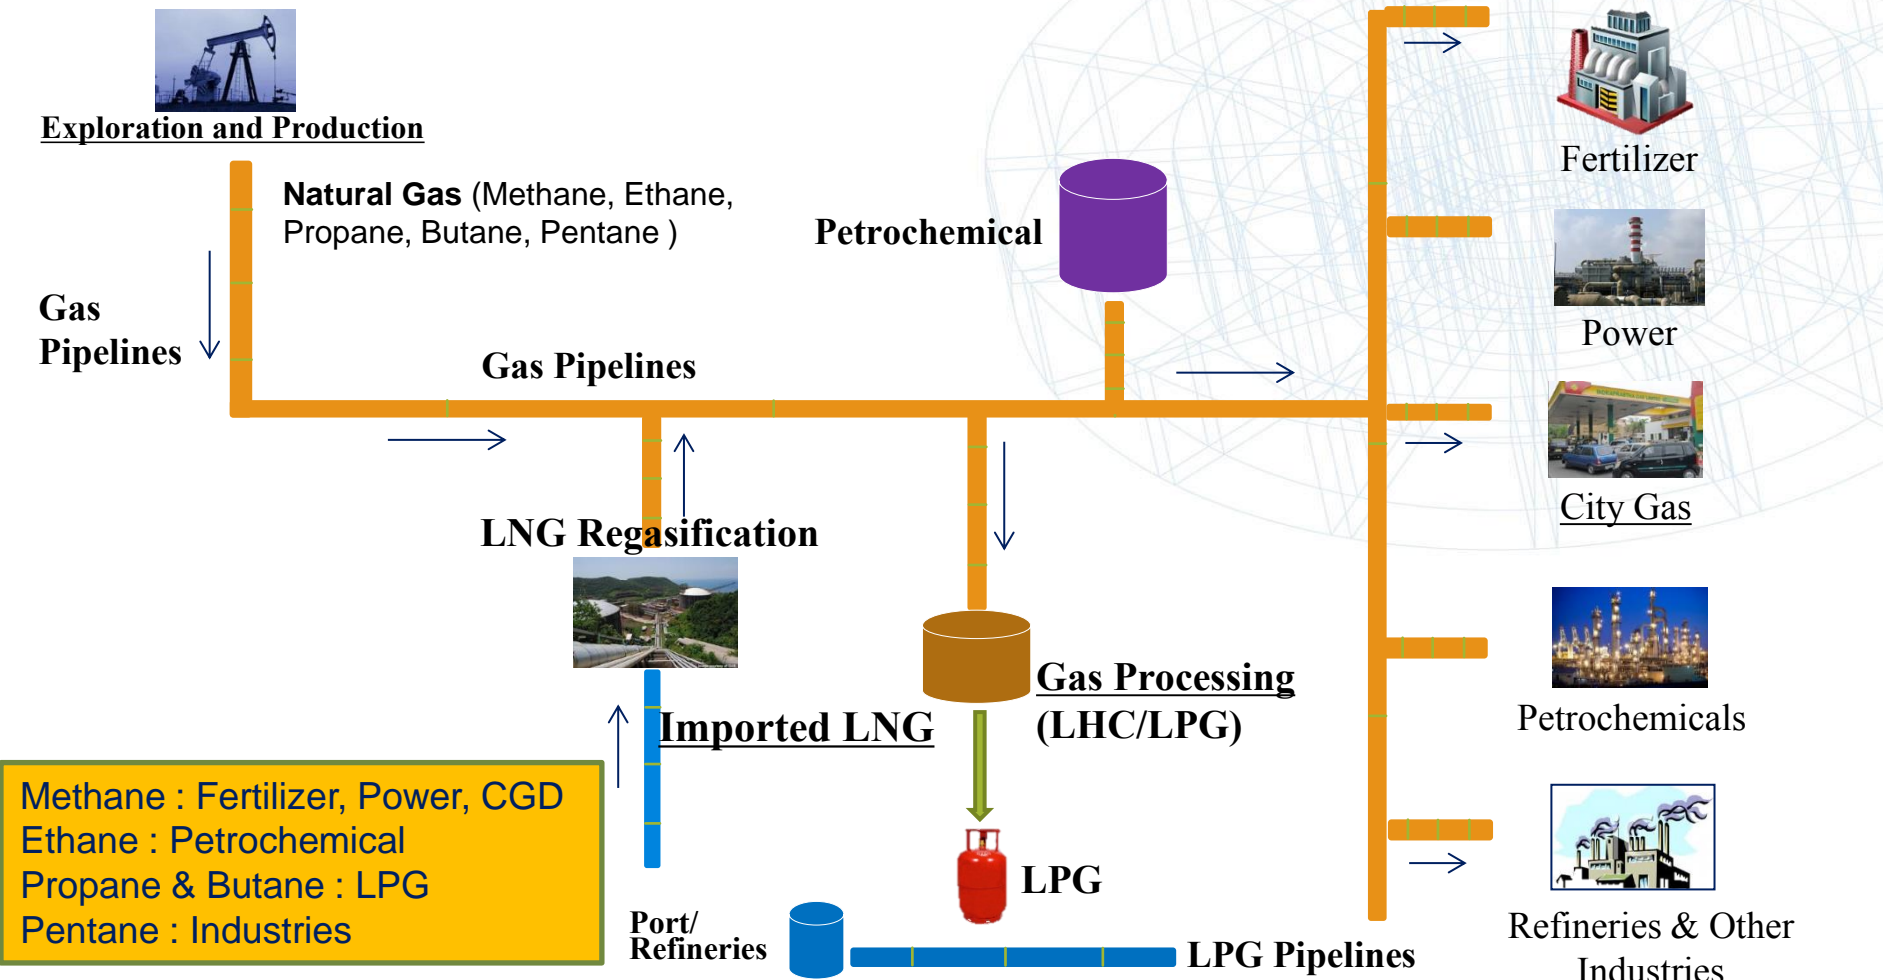 Exploration and Production
Natural Gas (Methane, Ethane,
Propane, Butane, Pentane )
Gas
Pipelines
Gas Pipelines
Petrochemical
LNG Regasification
Imported LNG
Gas Processing
(LHC/LPG)
LPG
Port/
Refineries
LPG Pipelines
Methane : Fertilizer, Power, CGD
Ethane : Petrochemical
Propane & Butane : LPG
Pentane : Industries
Fertilizer
Power
City Gas
Petrochemicals
Refineries & Other
Industries